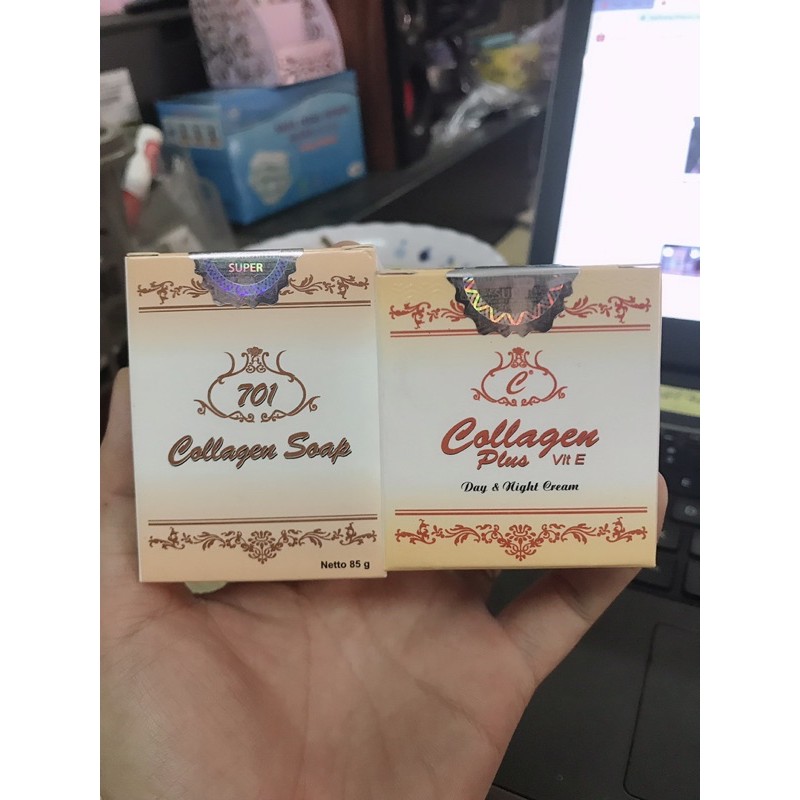 SUPER
701
Collagen Soap
Netto 85 g
C
Collagen
Plus Vit E
Day & Night Cream